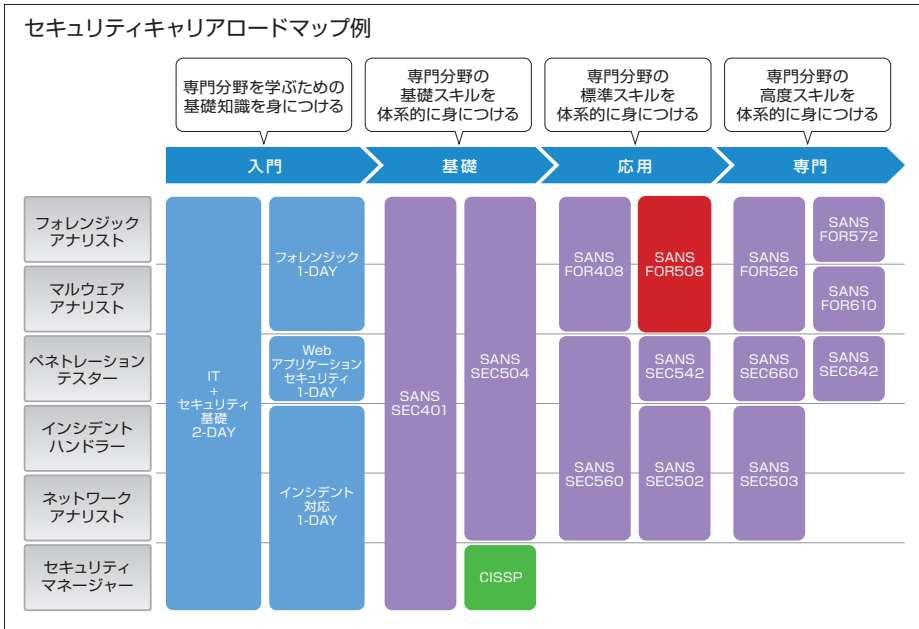 セキュリティキャリアロードマップ例
専門分野を学ぶための
基礎知識を身につける
専門分野の
基礎スキルを
体系的に身につける
専門分野の
標準スキルを
体系的に身につける
専門分野の
高度スキルを
体系的に身につける
入門
基礎
応用
専門
フォレンジック
アナリスト
マルウェア
アナリスト
ペネトレーション
テスター
インシデント
ハンドラー
ネットワーク
アナリスト
セキュリティ
マネージャー
IT
+
セキュリティ
基礎
2-DAY
フォレンジック
1-DAY
Web
アプリケーション
セキュリティ
1-DAY
インシデント
対応
1-DAY
SANS
SEC401
SANS
SEC504
CISSP
SANS
FOR408
SANS
FOR508
SANS
SEC542
SANS
SEC560
SANS
SEC502
SANS
FOR526
SANS
FOR572
SANS
FOR610
SANS
SEC660
SANS
SEC642
SANS
SEC503